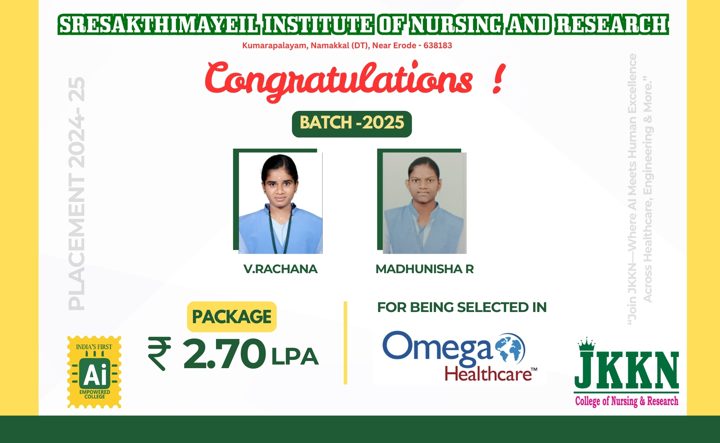 SRESAKTHIMAYEIL INSTITUTE OF NURSING AND RESEARCH
Kumarapalayam, Namakkal (DT), Near Erode - 638183
Congratulations !
BATCH -2025
PLACEMENT 2024- 25
"Join JKKN—Where AI Meets Human Excellence
Across Healthcare, Engineering & More."
V.RACHANA
MADHUNISHA R
PACKAGE
₹ 2.70 LPA
FOR BEING SELECTED IN
Omega
Healthcare™
INDIA'S FIRST
Ai
EMPOWERED
COLLEGE
JKKN
College of Nursing & Research